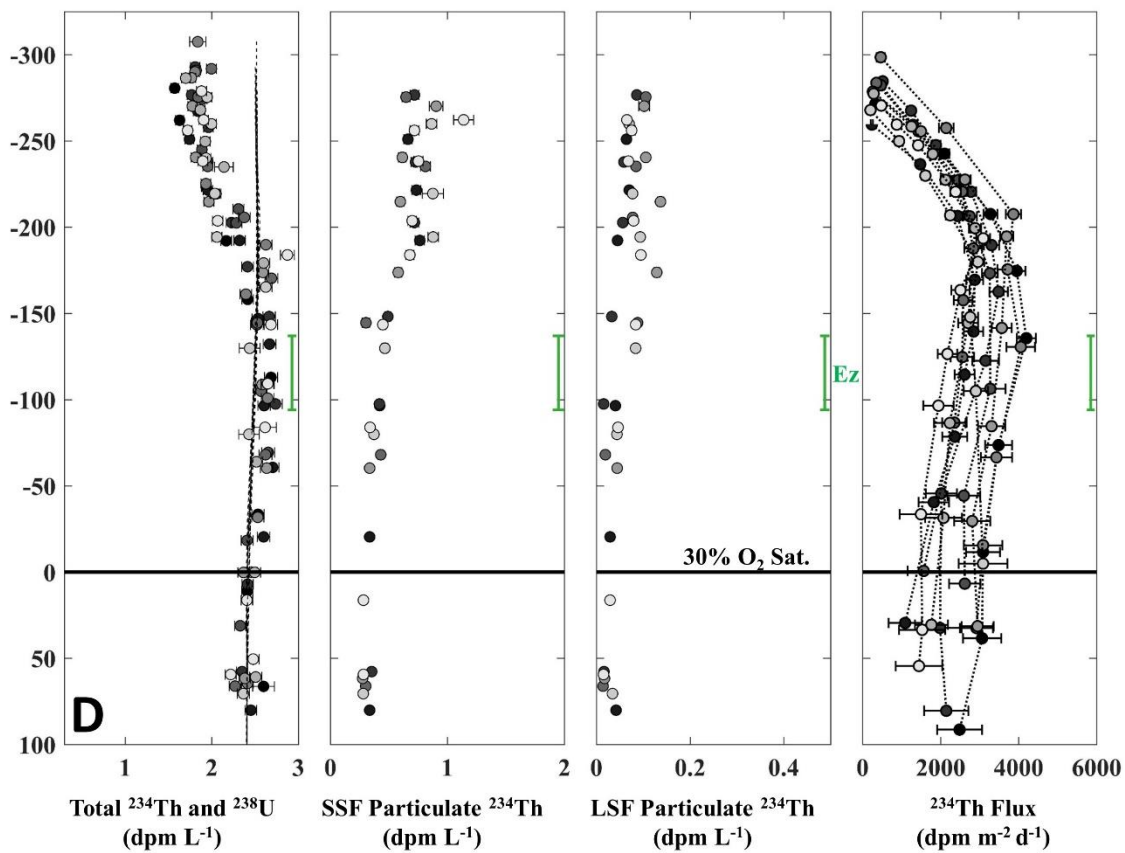 -300
-250
-200
-150
-100
-50
0
50
100
Ez
30% O₂ Sat.
D
1 2 3
0 1 2
0 0.2 0.4
0 2000 4000 6000
Total ²³⁴Th and ²³⁸U
(dpm L⁻¹)
SSF Particulate ²³⁴Th
(dpm L⁻¹)
LSF Particulate ²³⁴Th
(dpm L⁻¹)
²³⁴Th Flux
(dpm m⁻² d⁻¹)